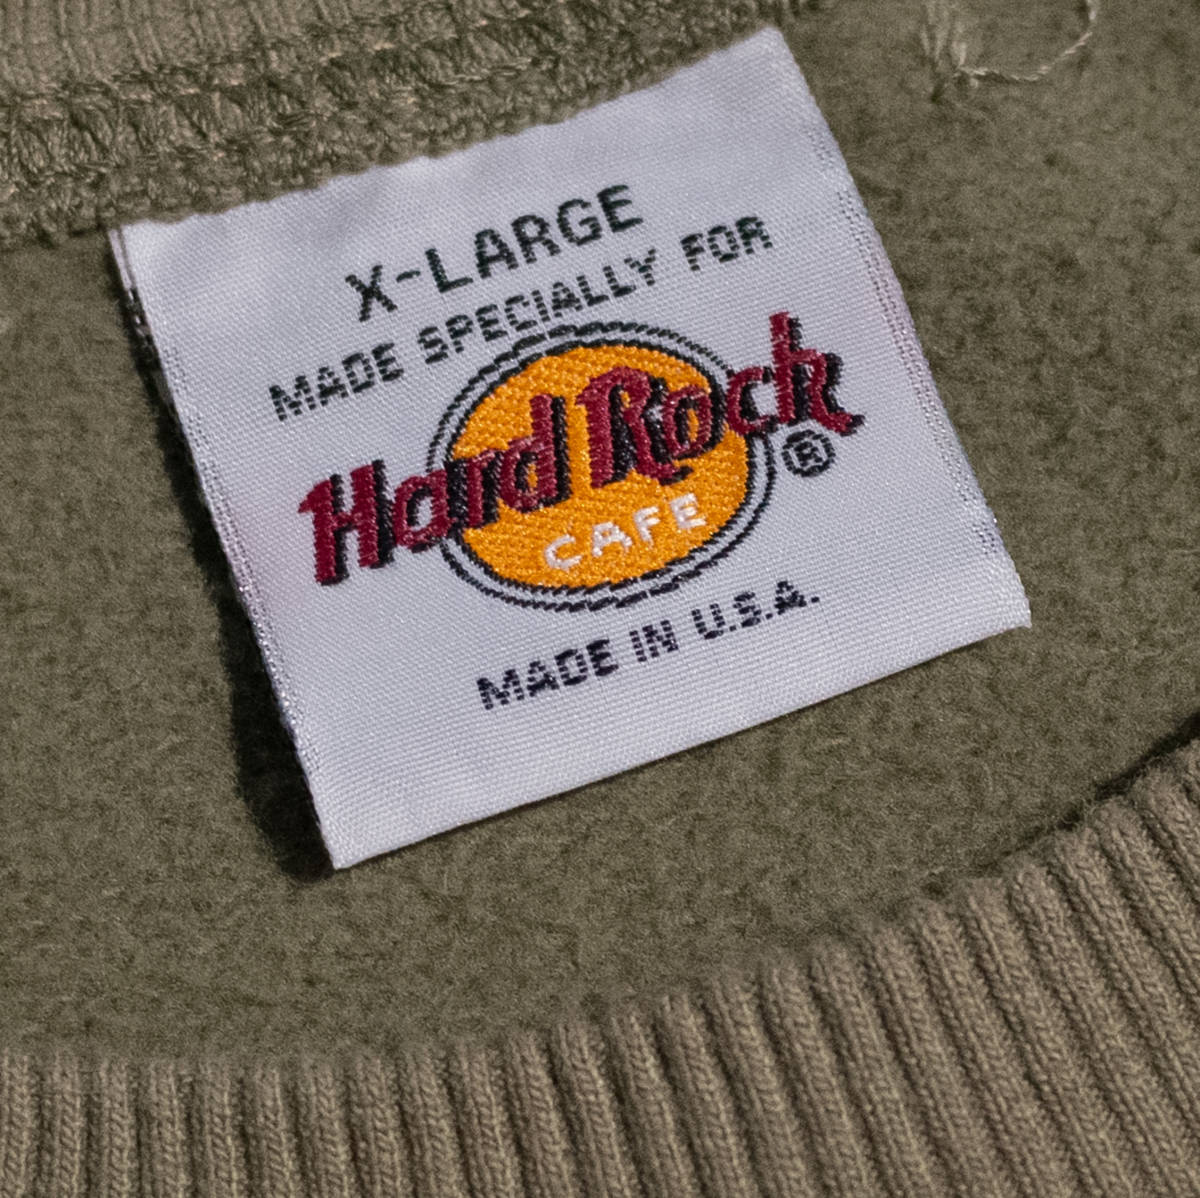 X-LARGE
MADE SPECIALLY FOR
Hard Rock
®
CAFE
MADE IN U.S.A.